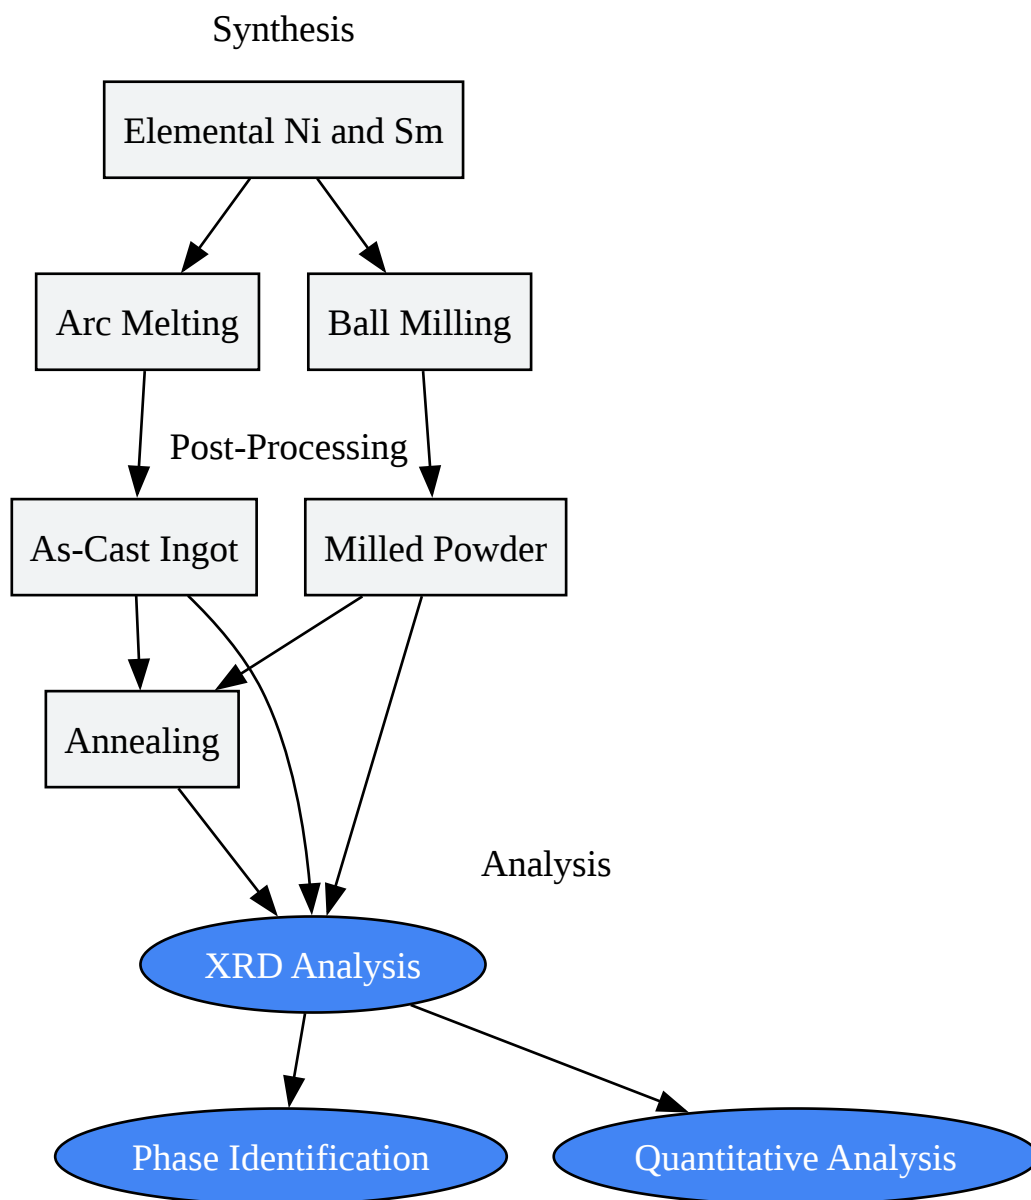 Synthesis
Elemental Ni and Sm
Arc Melting
Ball Milling
Post-Processing
As-Cast Ingot
Milled Powder
Annealing
Analysis
XRD Analysis
Phase Identification
Quantitative Analysis